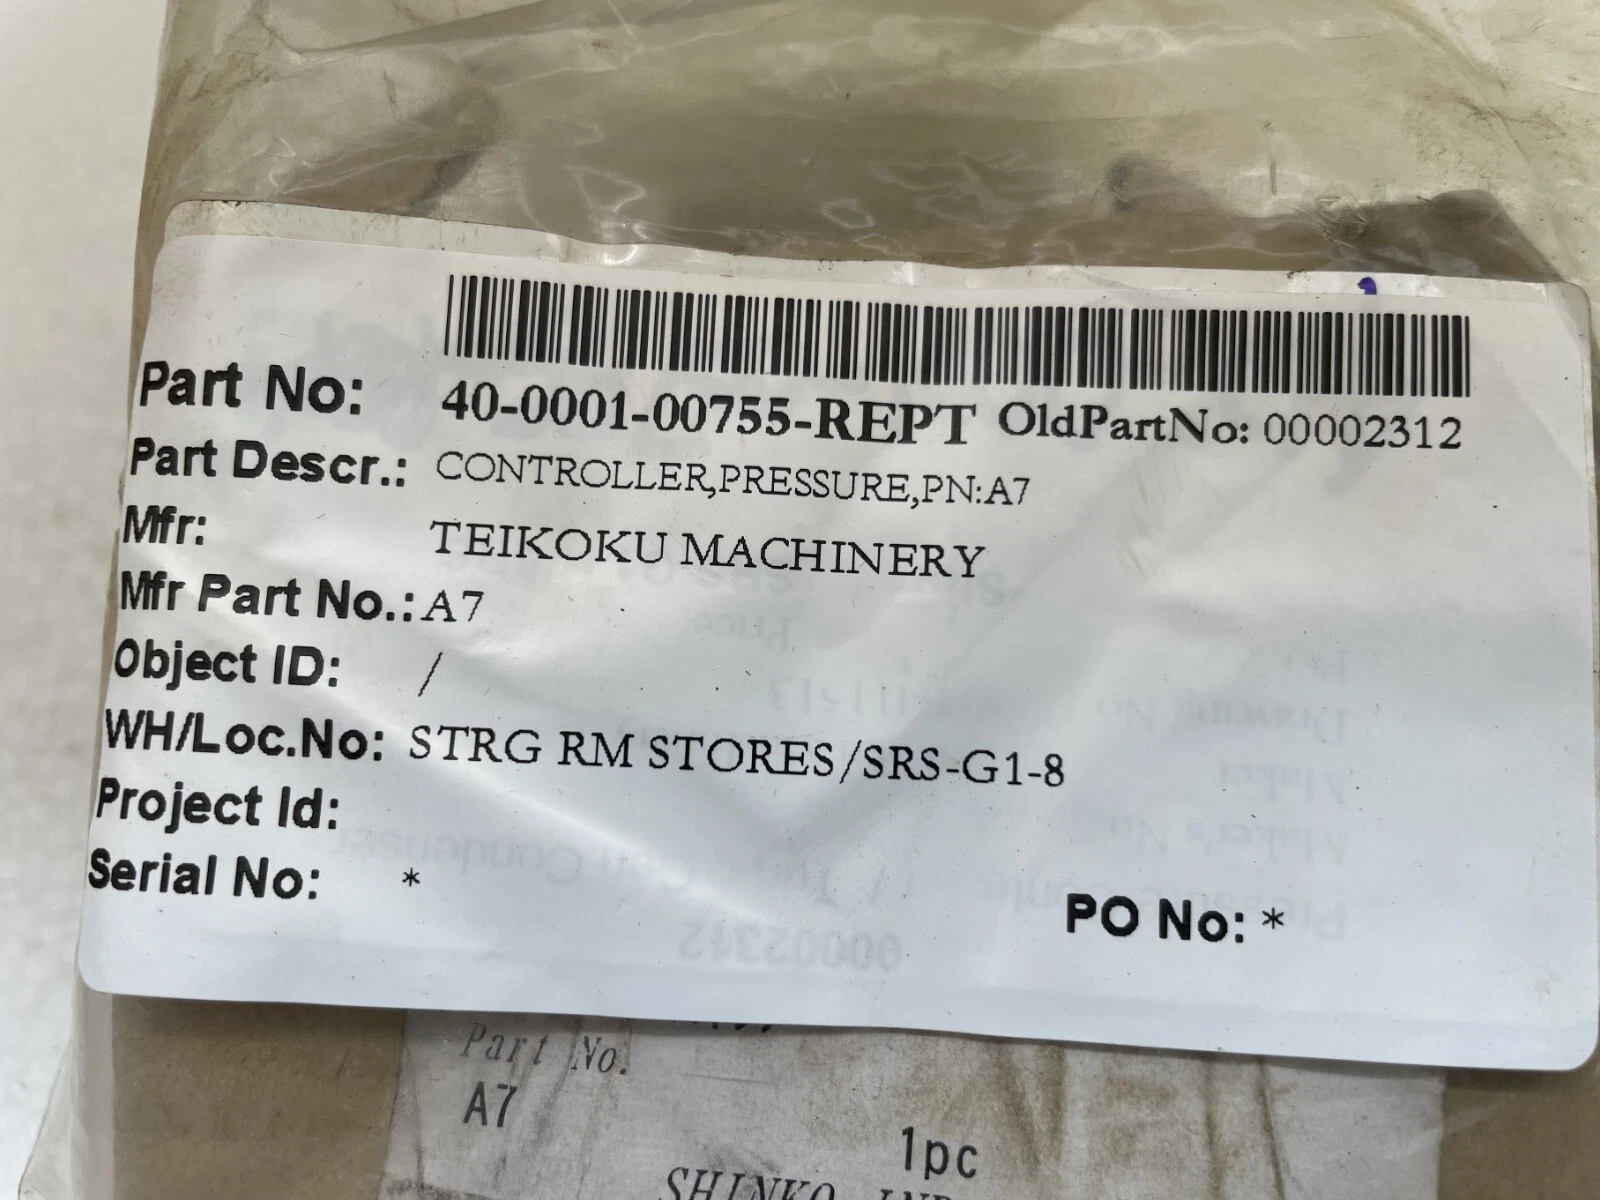 Part No: 40-0001-00755-REPT OldPartNo: 00002312
Part Descr.: CONTROLLER,PRESSURE,PN:A7
Mfr: TEIKOKU MACHINERY
Mfr Part No.: A7
Object ID: /
WH/Loc.No: STRG RM STORES/SRS-G1-8
Project Id:
Serial No: *
PO No: *
Part No.
A7
1pc
SHINKO